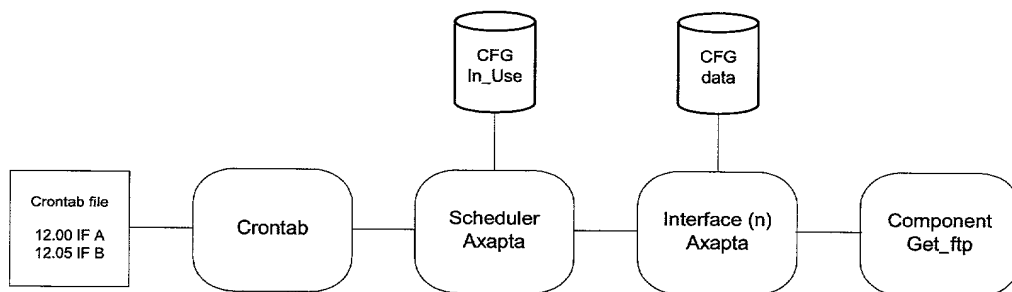 CFG
In_Use
CFG
data
Crontab file
12.00 IF A
12.05 IF B
Crontab
Scheduler
Axapta
Interface (n)
Axapta
Component
Get_ftp